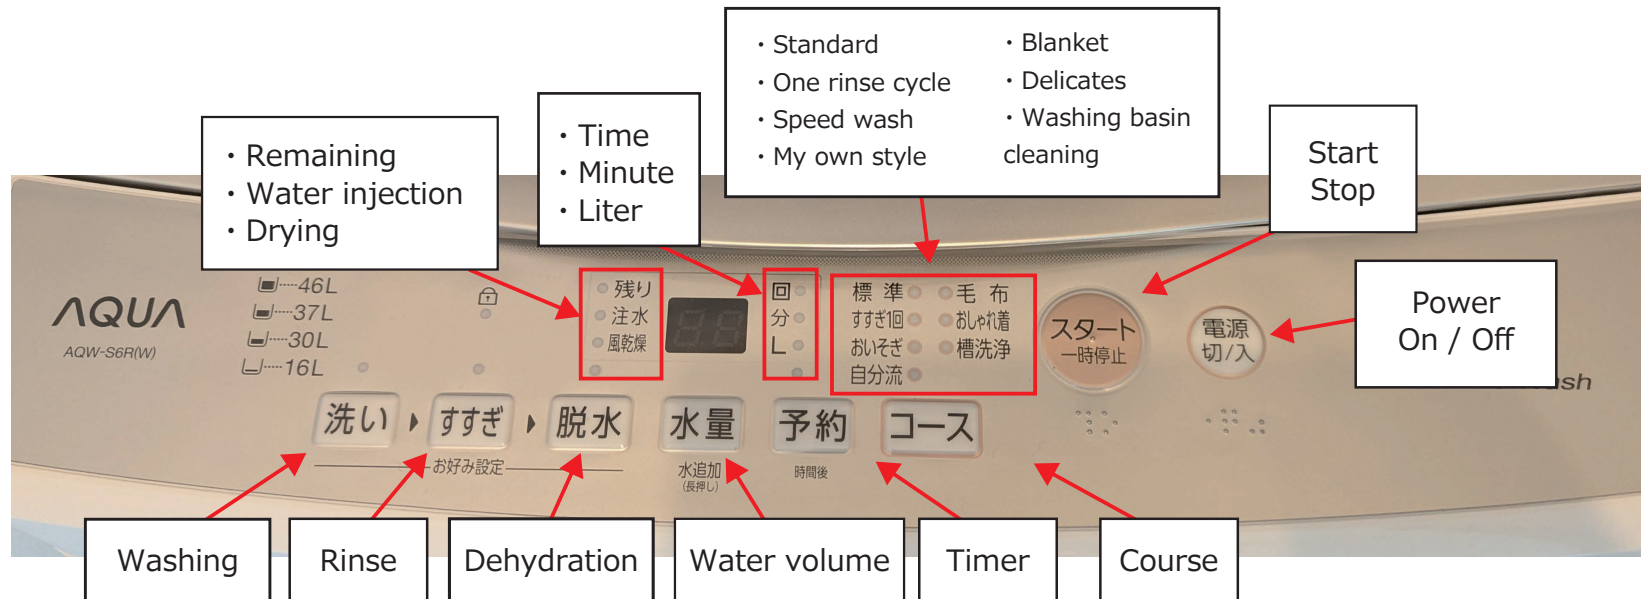 ・Standard
・One rinse cycle
・Speed wash
・My own style
・Blanket
・Delicates
・Washing basin
cleaning
・Remaining
・Water injection
・Drying
・Time
・Minute
・Liter
Start
Stop
Power
On / Off
AQUA
AQW-S6R(W)
46L
37L
30L
16L
残り
注水
風乾燥
回
分
L
標準
すすぎ1回
おいそぎ
自分流
毛布
おしゃれ着
槽洗浄
スタート
一時停止
電源
切/入
sh
洗い
すすぎ
脱水
水量
予約
コース
お好み設定
水追加
(長押し)
時間後
Washing
Rinse
Dehydration
Water volume
Timer
Course